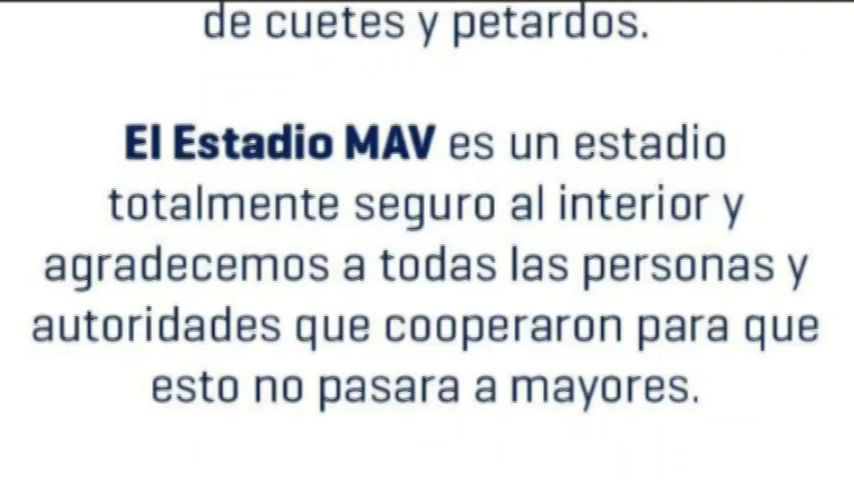 de cuetes y petardos.
El Estadio MAV es un estadio
totalmente seguro al interior y
agradecemos a todas las personas y
autoridades que cooperaron para que
esto no pasara a mayores.